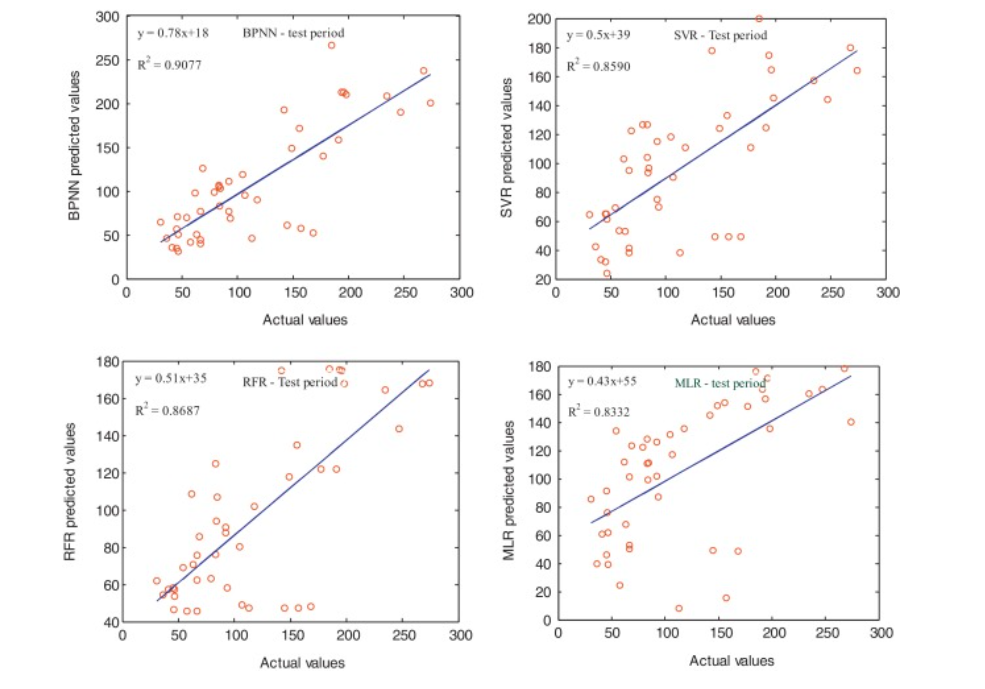 y = 0.78x+18 BPNN - test period
R² = 0.9077
300
250
200
150
100
50
0
BPNN predicted values
0 50 100 150 200 250 300
Actual values
y = 0.5x+39 SVR - Test period
R² = 0.8590
200
180
160
140
120
100
80
60
40
20
SVR predicted values
0 50 100 150 200 250 300
Actual values
y = 0.51x+35 RFR - Test period
R² = 0.8687
180
160
140
120
100
80
60
40
RFR predicted values
0 50 100 150 200 250 300
Actual values
y = 0.43x+55 MLR - test period
R² = 0.8332
180
160
140
120
100
80
60
40
20
0
MLR predicted values
0 50 100 150 200 250 300
Actual values